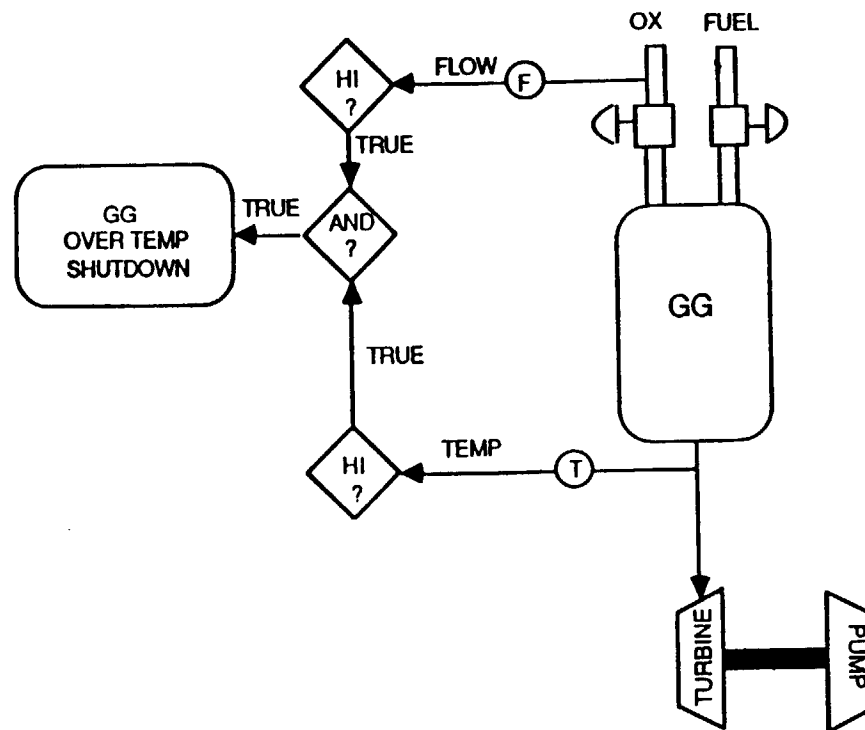 OX FUEL
HI
?
FLOW
F
TRUE
GG
OVER TEMP
SHUTDOWN
TRUE
AND
?
GG
TRUE
HI
?
TEMP
T
TURBINE
PUMP